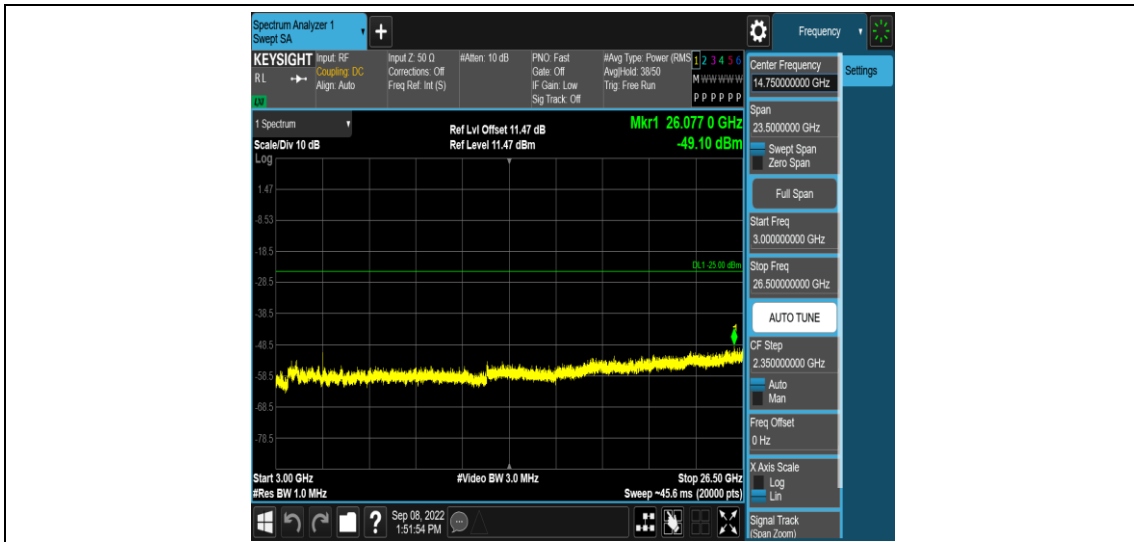 Spectrum Analyzer 1
Swept SA
+
Frequency
KEYSIGHT
RL
LM
Input: RF
Coupling: DC
Align: Auto
Input Z: 50 Ω
Corrections: Off
Freq Ref: Int (S)
#Atten: 10 dB
PNO: Fast
Gate: Off
IF Gain: Low
Sig Track: Off
#Avg Type: Power (RMS
Avg|Hold: 38/50
Trig: Free Run
1 2 3 4 5 6
M W W W W W
P P P P P P
Center Frequency
14.750000000 GHz
Settings
Span
23.5000000 GHz
Swept Span
Zero Span
Full Span
Start Freq
3.000000000 GHz
Stop Freq
26.500000000 GHz
AUTO TUNE
CF Step
2.350000000 GHz
Auto
Man
Freq Offset
0 Hz
X Axis Scale
Log
Lin
Signal Track
(Span Zoom)
1 Spectrum
Scale/Div 10 dB
Log
Ref Lvl Offset 11.47 dB
Ref Level 11.47 dBm
Mkr1 26.077 0 GHz
-49.10 dBm
1.47
-8.53
-18.5
DL1 -25.00 dBm
-28.5
-38.5
1
-48.5
-58.5
-68.5
-78.5
Start 3.00 GHz
#Res BW 1.0 MHz
#Video BW 3.0 MHz
Stop 26.50 GHz
Sweep ~45.6 ms (20000 pts)
?
Sep 08, 2022
1:51:54 PM